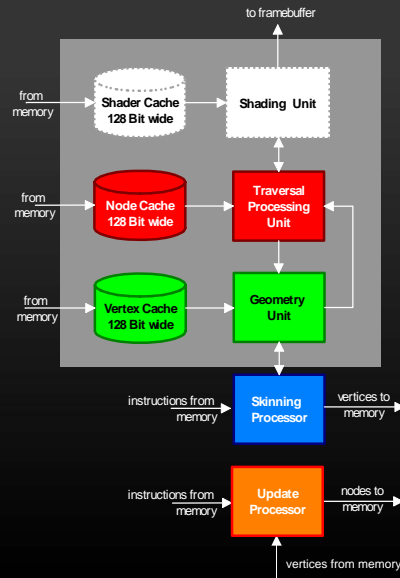 to framebuffer
from
memory
Shader Cache
128 Bit wide
Shading Unit
from
memory
Node Cache
128 Bit wide
Traversal
Processing
Unit
from
memory
Vertex Cache
128 Bit wide
Geometry
Unit
instructions from
memory
Skinning
Processor
vertices to
memory
instructions from
memory
Update
Processor
nodes to
memory
vertices from memory